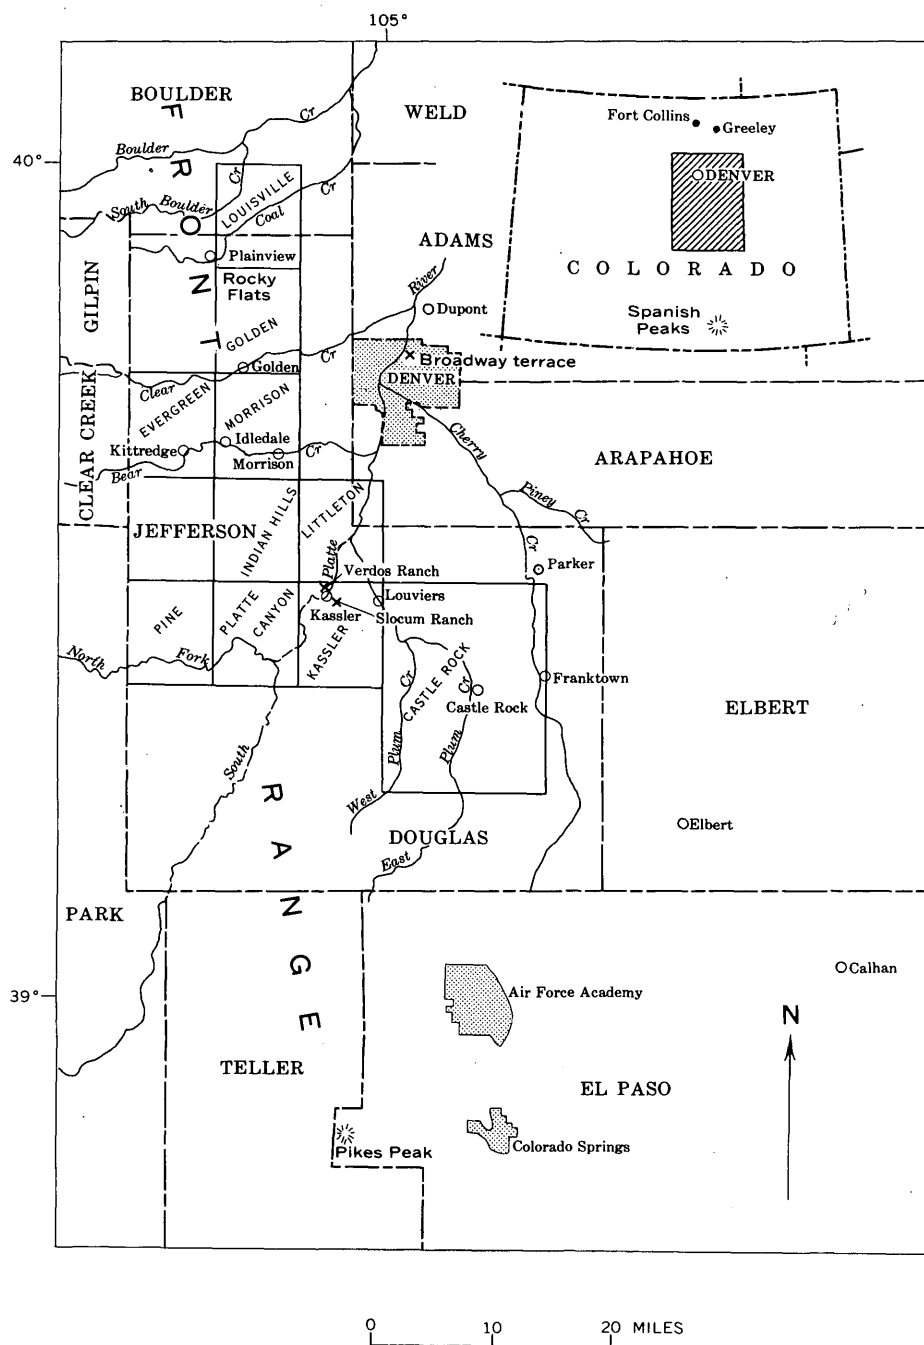 105°
BOULDER
WELD
Boulder Cr
40°
Fort Collins
Greeley
DENVER
COLORADO
Spanish
Peaks
South Boulder Cr
LOUISVILLE
Coal Cr
ADAMS
Plainview
Rocky
Flats
River
Dupont
GILPIN
GOLDEN
Golden
Clear Cr
Broadway terrace
DENVER
EVERGREEN
MORRISON
CLEAR CREEK
Kittredge
Idledale
Morrison
Bear Cr
Cherry Cr
ARAPAHOE
Piney Cr
JEFFERSON
INDIAN HILLS
LITTLETON
Platte
Verdos Ranch
Parker
Louviers
Kassler
Slocum Ranch
PINE
PLATTE
CANYON
KASSLER
North Fork
CASTLE ROCK
Castle Rock
Franktown
ELBERT
South
West Plum Cr
East Plum Cr
DOUGLAS
Elbert
FRONT RANGE
PARK
39°
Air Force Academy
Calhan
N
TELLER
EL PASO
Pikes Peak
Colorado Springs
0 10 20 MILES